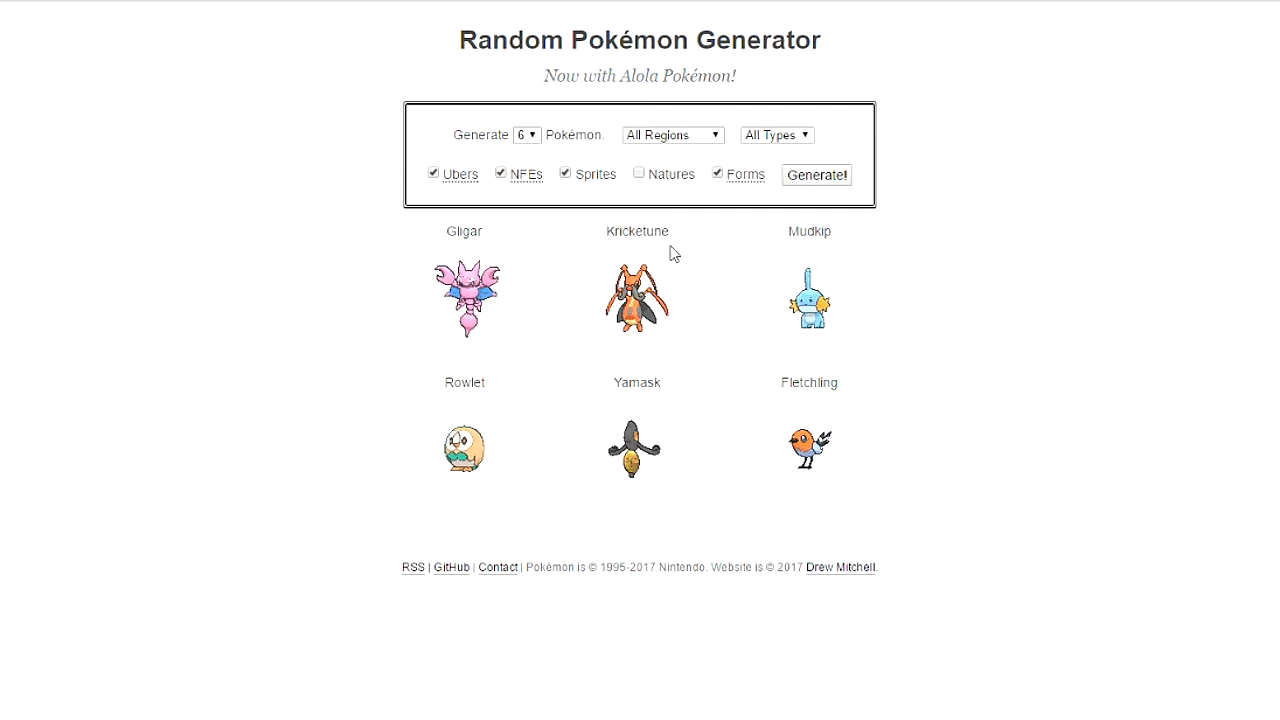 Random Pokémon Generator
Now with Alola Pokémon!
Generate 6 Pokémon. All Regions All Types
Ubers NFEs Sprites Natures Forms Generate!
Gligar Kricketune Mudkip
Rowlet Yamask Fletchling
RSS | GitHub | Contact | Pokémon is © 1995-2017 Nintendo. Website is © 2017 Drew Mitchell.